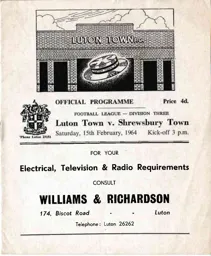 LUTON TOWN F.C.
OFFICIAL PROGRAMME Price 4d.
FOOTBALL LEAGUE — DIVISION THREE
Luton Town v. Shrewsbury Town
Saturday, 15th February, 1964 Kick-off 3 p.m.
FOR YOUR
Electrical, Television & Radio Requirements
CONSULT
WILLIAMS & RICHARDSON
174, Biscot Road - - Luton
Telephone: Luton 26262